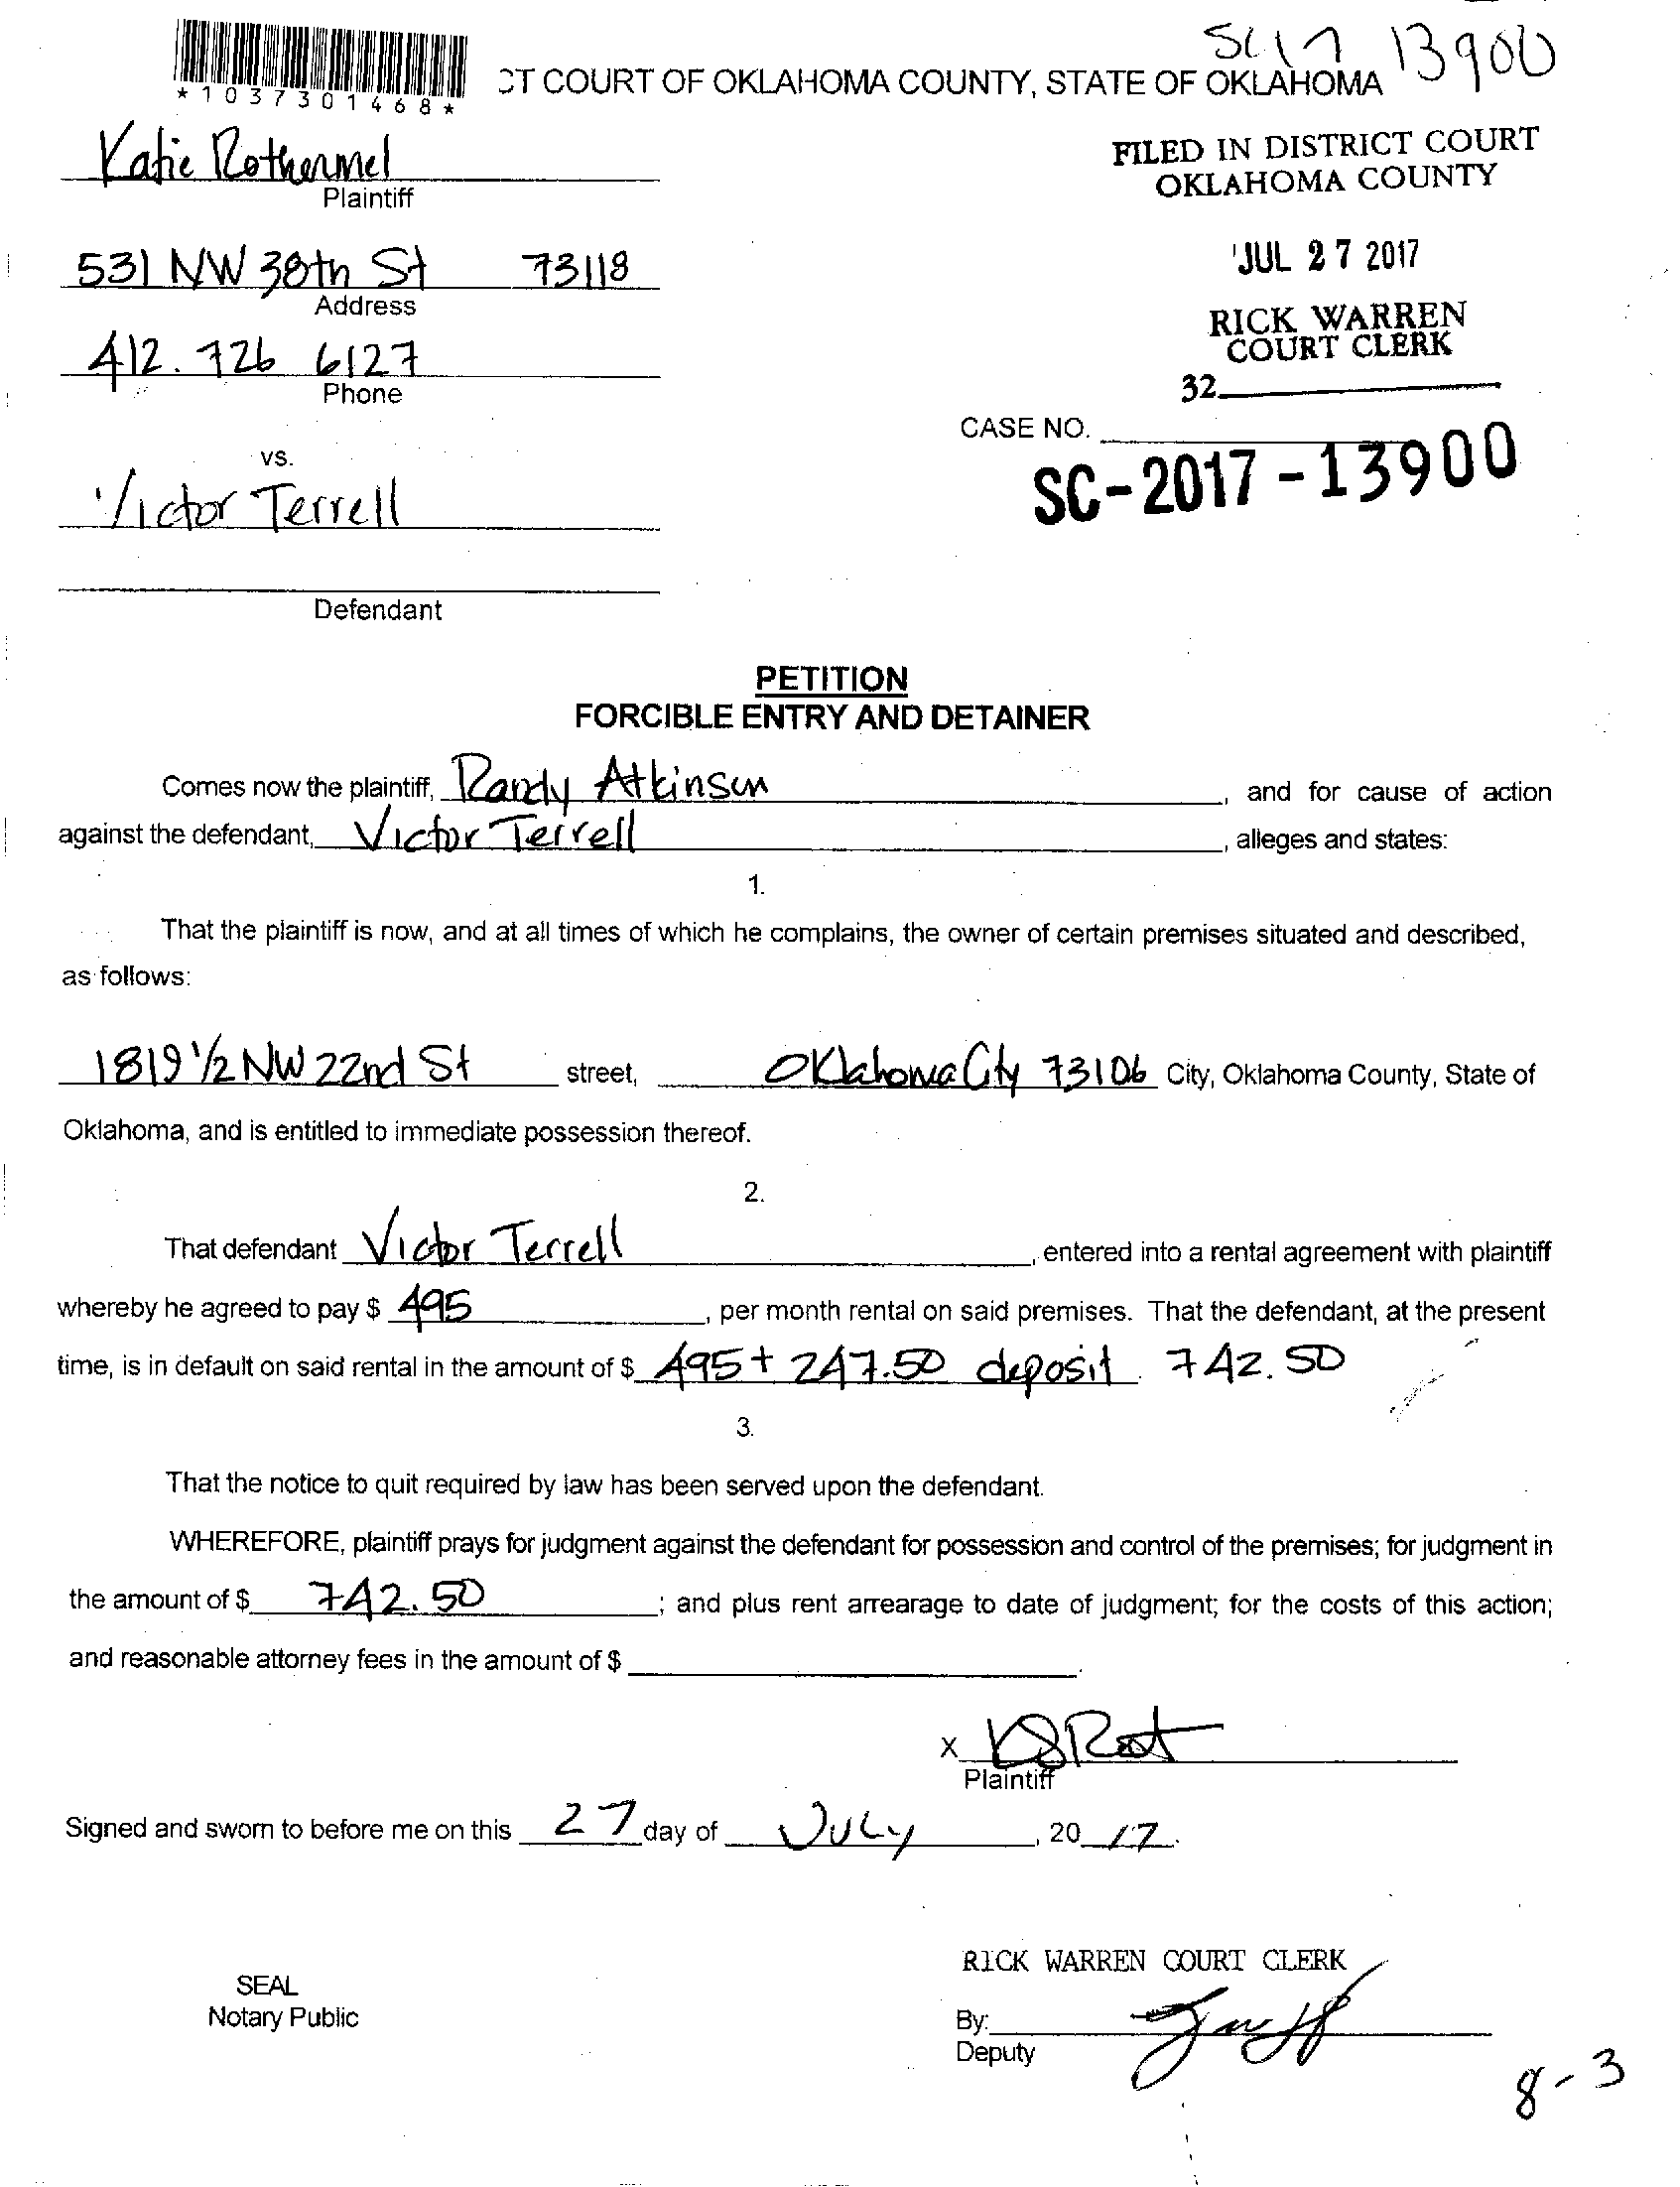 SC17 13900
*1037301468*
CT COURT OF OKLAHOMA COUNTY, STATE OF OKLAHOMA
Katie Rothermel
Plaintiff
FILED IN DISTRICT COURT
OKLAHOMA COUNTY
531 NW 38th St 73118
Address
JUL 27 2017
RICK WARREN
COURT CLERK
412.726 6127
Phone
32
CASE NO.
SC-2017-13900
vs.
Victor Terrell
Defendant
PETITION
FORCIBLE ENTRY AND DETAINER
Comes now the plaintiff, Randy Atkinson, and for cause of action
against the defendant, Victor Terrell, alleges and states:
1.
That the plaintiff is now, and at all times of which he complains, the owner of certain premises situated and described,
as follows:
1819 1/2 NW 22nd St street, Oklahoma City 73106 City, Oklahoma County, State of
Oklahoma, and is entitled to immediate possession thereof.
2.
That defendant Victor Terrell, entered into a rental agreement with plaintiff
whereby he agreed to pay $ 495, per month rental on said premises. That the defendant, at the present
time, is in default on said rental in the amount of $ 495 + 247.50 deposit 742.50
3.
That the notice to quit required by law has been served upon the defendant.
WHEREFORE, plaintiff prays for judgment against the defendant for possession and control of the premises; for judgment in
the amount of $ 742.50; and plus rent arrearage to date of judgment; for the costs of this action;
and reasonable attorney fees in the amount of $
x
Plaintiff
Signed and sworn to before me on this 27 day of July, 20 17.
RICK WARREN COURT CLERK
SEAL
Notary Public
By:
Deputy
8-3